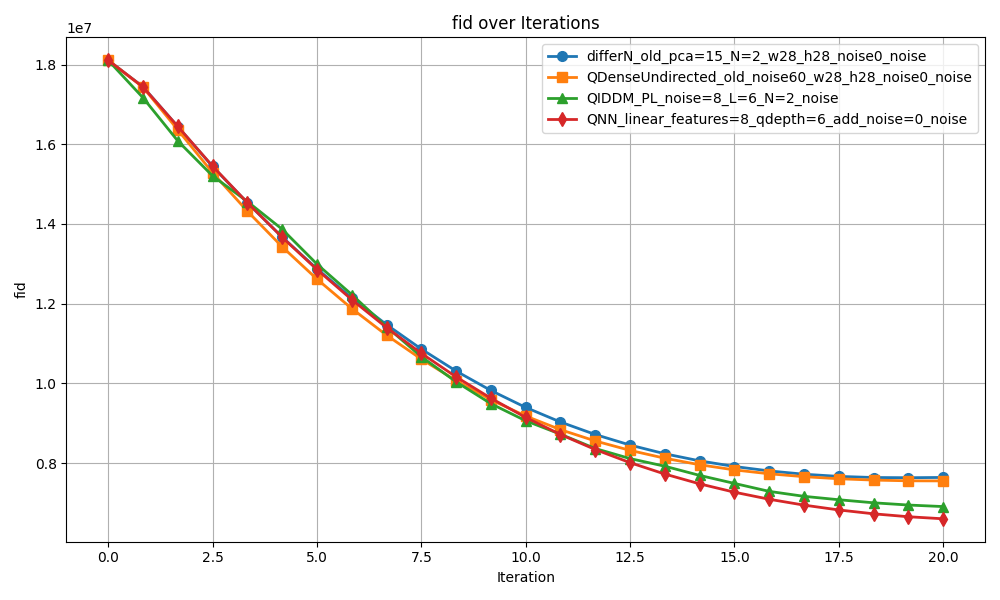 fid over Iterations
1e7
differN_old_pca=15_N=2_w28_h28_noise0_noise
QDenseUndirected_old_noise60_w28_h28_noise0_noise
QIDDM_PL_noise=8_L=6_N=2_noise
QNN_linear_features=8_qdepth=6_add_noise=0_noise
1.8
1.6
1.4
1.2
1.0
0.8
fid
0.0 2.5 5.0 7.5 10.0 12.5 15.0 17.5 20.0
Iteration